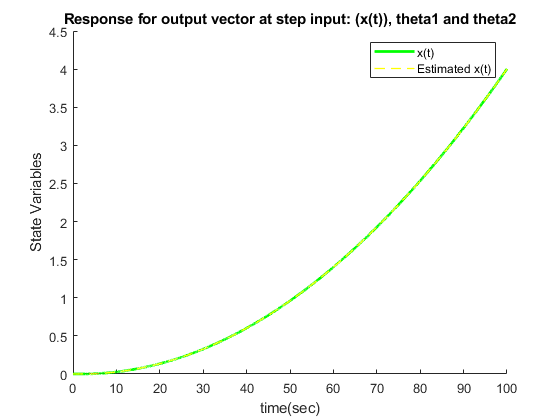 Response for output vector at step input: (x(t)), theta1 and theta2
4.5
4
3.5
3
2.5
2
1.5
1
0.5
0
State Variables
x(t)
Estimated x(t)
0 10 20 30 40 50 60 70 80 90 100
time(sec)